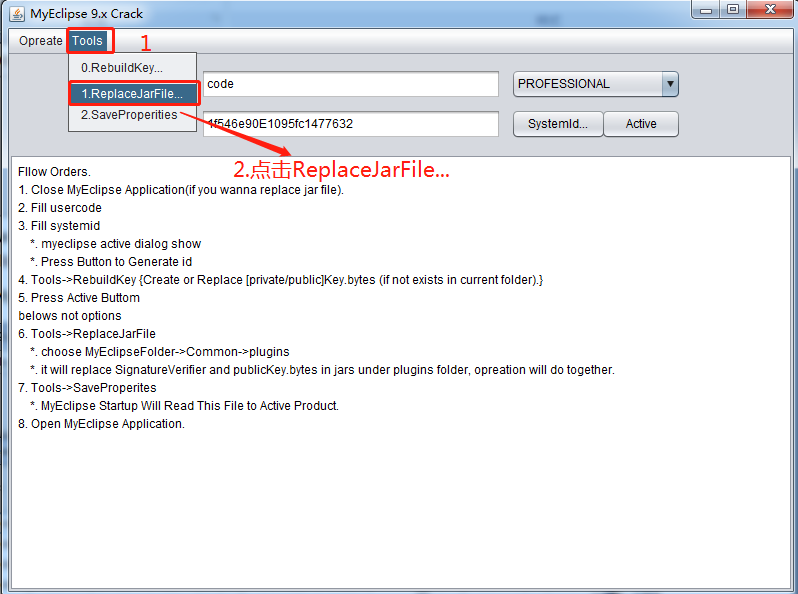 MyEclipse 9.x Crack
Opreate Tools 1
0.RebuildKey...
code PROFESSIONAL
1.ReplaceJarFile...
2.SaveProperities
1f546e90E1095fc1477632 SystemId... Active
2.点击ReplaceJarFile...
Fllow Orders.
1. Close MyEclipse Application(if you wanna replace jar file).
2. Fill usercode
3. Fill systemid
*. myeclipse active dialog show
*. Press Button to Generate id
4. Tools->RebuildKey {Create or Replace [private/public]Key.bytes (if not exists in current folder).}
5. Press Active Buttom
belows not options
6. Tools->ReplaceJarFile
*. choose MyEclipseFolder->Common->plugins
*. it will replace SignatureVerifier and publicKey.bytes in jars under plugins folder, opreation will do together.
7. Tools->SaveProperites
*. MyEclipse Startup Will Read This File to Active Product.
8. Open MyEclipse Application.